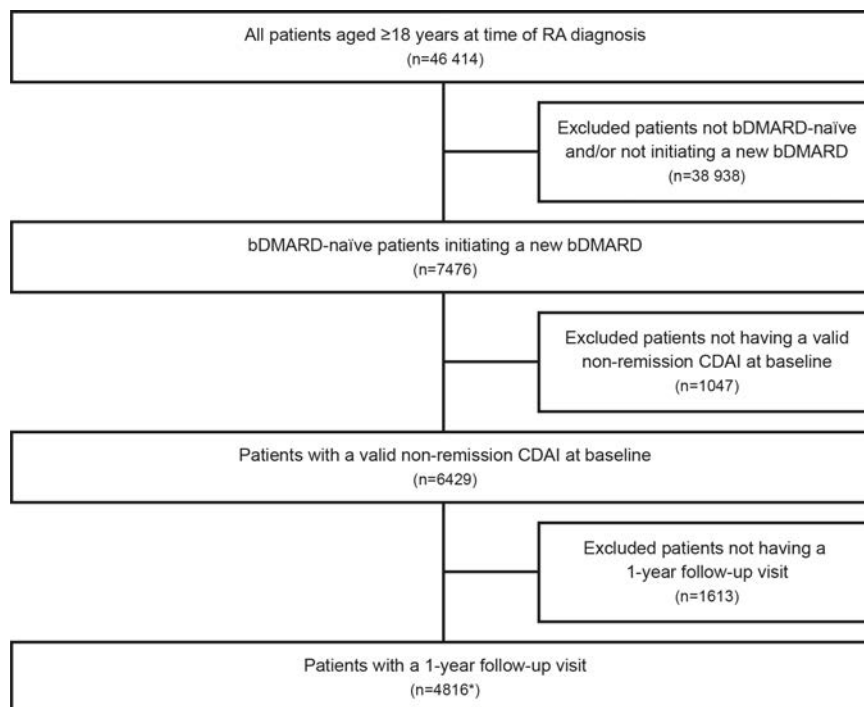 All patients aged ≥18 years at time of RA diagnosis
(n=46 414)
Excluded patients not bDMARD-naïve
and/or not initiating a new bDMARD
(n=38 938)
bDMARD-naïve patients initiating a new bDMARD
(n=7476)
Excluded patients not having a valid
non-remission CDAI at baseline
(n=1047)
Patients with a valid non-remission CDAI at baseline
(n=6429)
Excluded patients not having a
1-year follow-up visit
(n=1613)
Patients with a 1-year follow-up visit
(n=4816*)